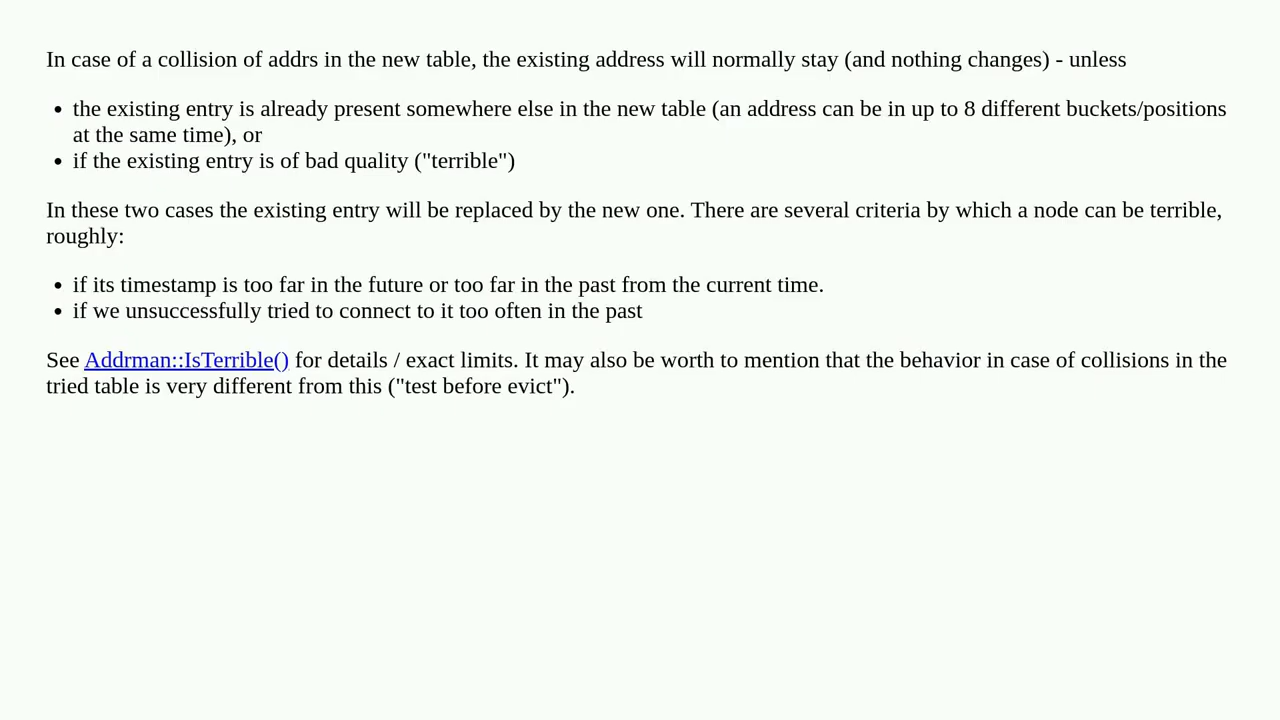 In case of a collision of addrs in the new table, the existing address will normally stay (and nothing changes) - unless
• the existing entry is already present somewhere else in the new table (an address can be in up to 8 different buckets/positions
at the same time), or
• if the existing entry is of bad quality ("terrible")
In these two cases the existing entry will be replaced by the new one. There are several criteria by which a node can be terrible,
roughly:
• if its timestamp is too far in the future or too far in the past from the current time.
• if we unsuccessfully tried to connect to it too often in the past
See Addrman::IsTerrible() for details / exact limits. It may also be worth to mention that the behavior in case of collisions in the
tried table is very different from this ("test before evict").